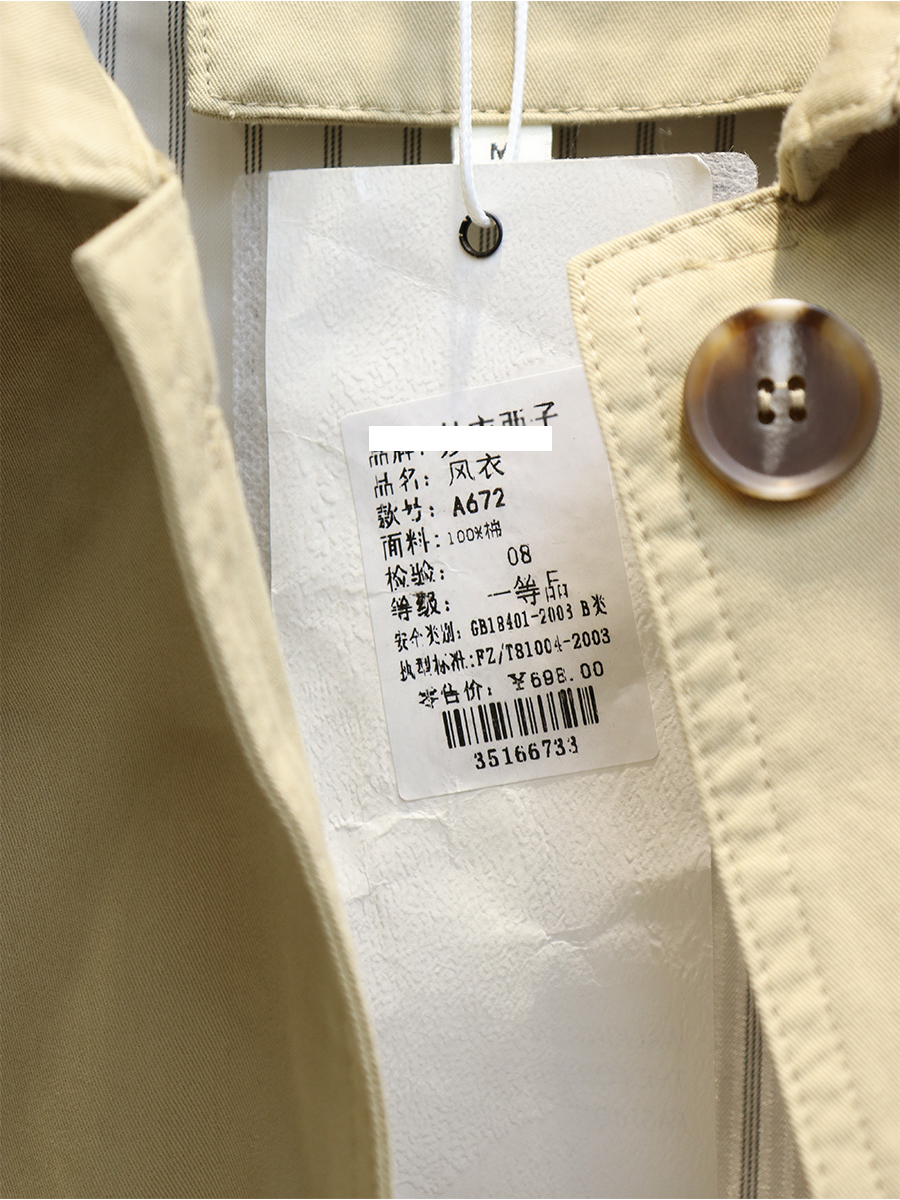 M
品名: 风衣
款号: A672
面料: 100%棉
检验: 08
等级: 一等品
安全类别: GB18401-2003 B类
执型标准: FZ/T81004-2003
零售价: ¥698.00
35166733